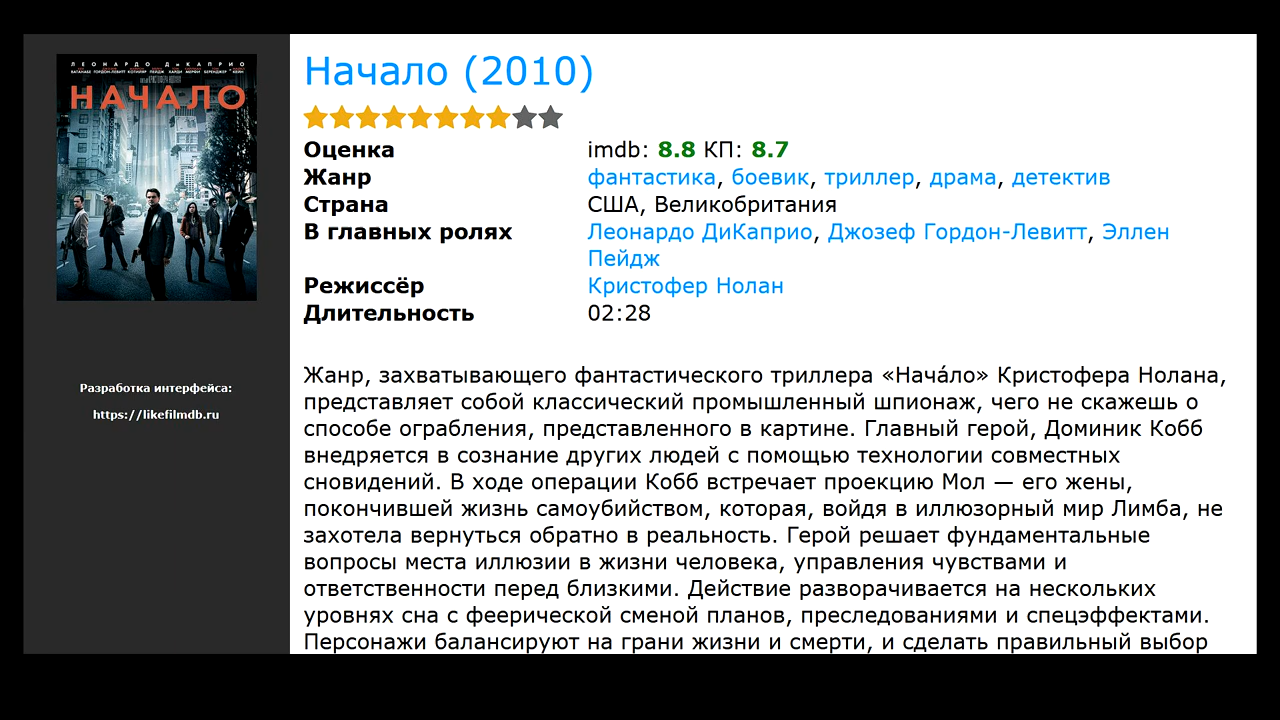 ЛЕОНАРДО ДиКАПРИО
НАЧАЛО
Разработка интерфейса:
https://likefilmdb.ru
Начало (2010)
Оценка imdb: 8.8 КП: 8.7
Жанр фантастика, боевик, триллер, драма, детектив
Страна США, Великобритания
В главных ролях Леонардо ДиКаприо, Джозеф Гордон-Левитт, Эллен
Пейдж
Режиссёр Кристофер Нолан
Длительность 02:28
Жанр, захватывающего фантастического триллера «Нача́ло» Кристофера Нолана,
представляет собой классический промышленный шпионаж, чего не скажешь о
способе ограбления, представленного в картине. Главный герой, Доминик Кобб
внедряется в сознание других людей с помощью технологии совместных
сновидений. В ходе операции Кобб встречает проекцию Мол — его жены,
покончившей жизнь самоубийством, которая, войдя в иллюзорный мир Лимба, не
захотела вернуться обратно в реальность. Герой решает фундаментальные
вопросы места иллюзии в жизни человека, управления чувствами и
ответственности перед близкими. Действие разворачивается на нескольких
уровнях сна с феерической сменой планов, преследованиями и спецэффектами.
Персонажи балансируют на грани жизни и смерти, и сделать правильный выбор